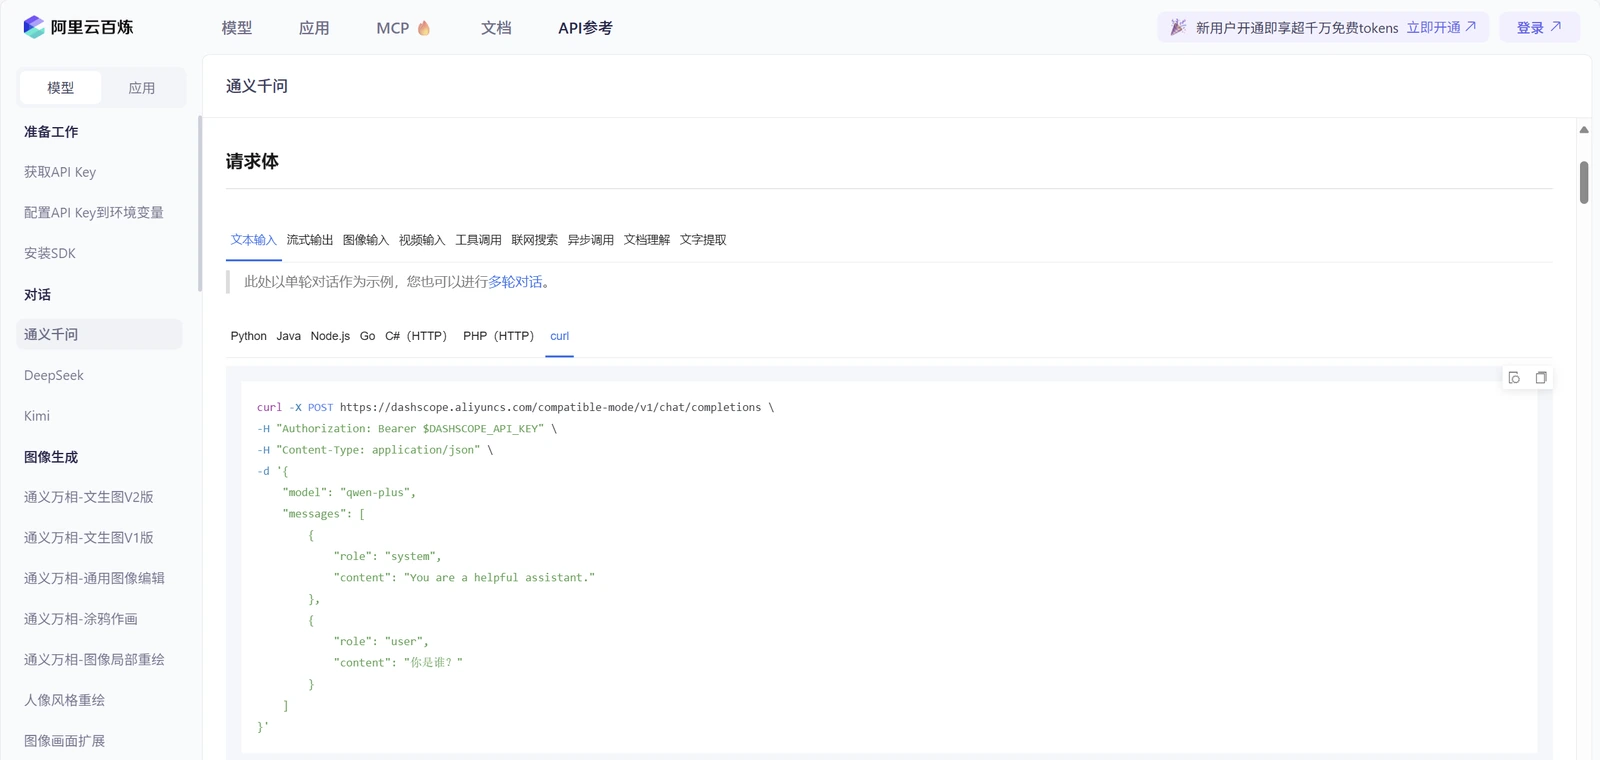 阿里云百炼
模型 应用 MCP 文档 API参考
新用户开通即享超千万免费tokens 立即开通 登录
模型 应用
准备工作
获取API Key
配置API Key到环境变量
安装SDK
对话
通义千问
DeepSeek
Kimi
图像生成
通义万相-文生图V2版
通义万相-文生图V1版
通义万相-通用图像编辑
通义万相-涂鸦作画
通义万相-图像局部重绘
人像风格重绘
图像画面扩展
通义千问
请求体
文本输入 流式输出 图像输入 视频输入 工具调用 联网搜索 异步调用 文档理解 文字提取
此处以单轮对话作为示例，您也可以进行多轮对话。
Python Java Node.js Go C#（HTTP） PHP（HTTP） curl
curl -X POST https://dashscope.aliyuncs.com/compatible-mode/v1/chat/completions \
-H "Authorization: Bearer $DASHSCOPE_API_KEY" \
-H "Content-Type: application/json" \
-d '{
    "model": "qwen-plus",
    "messages": [
        {
            "role": "system",
            "content": "You are a helpful assistant."
        },
        {
            "role": "user",
            "content": "你是谁？"
        }
    ]
}'